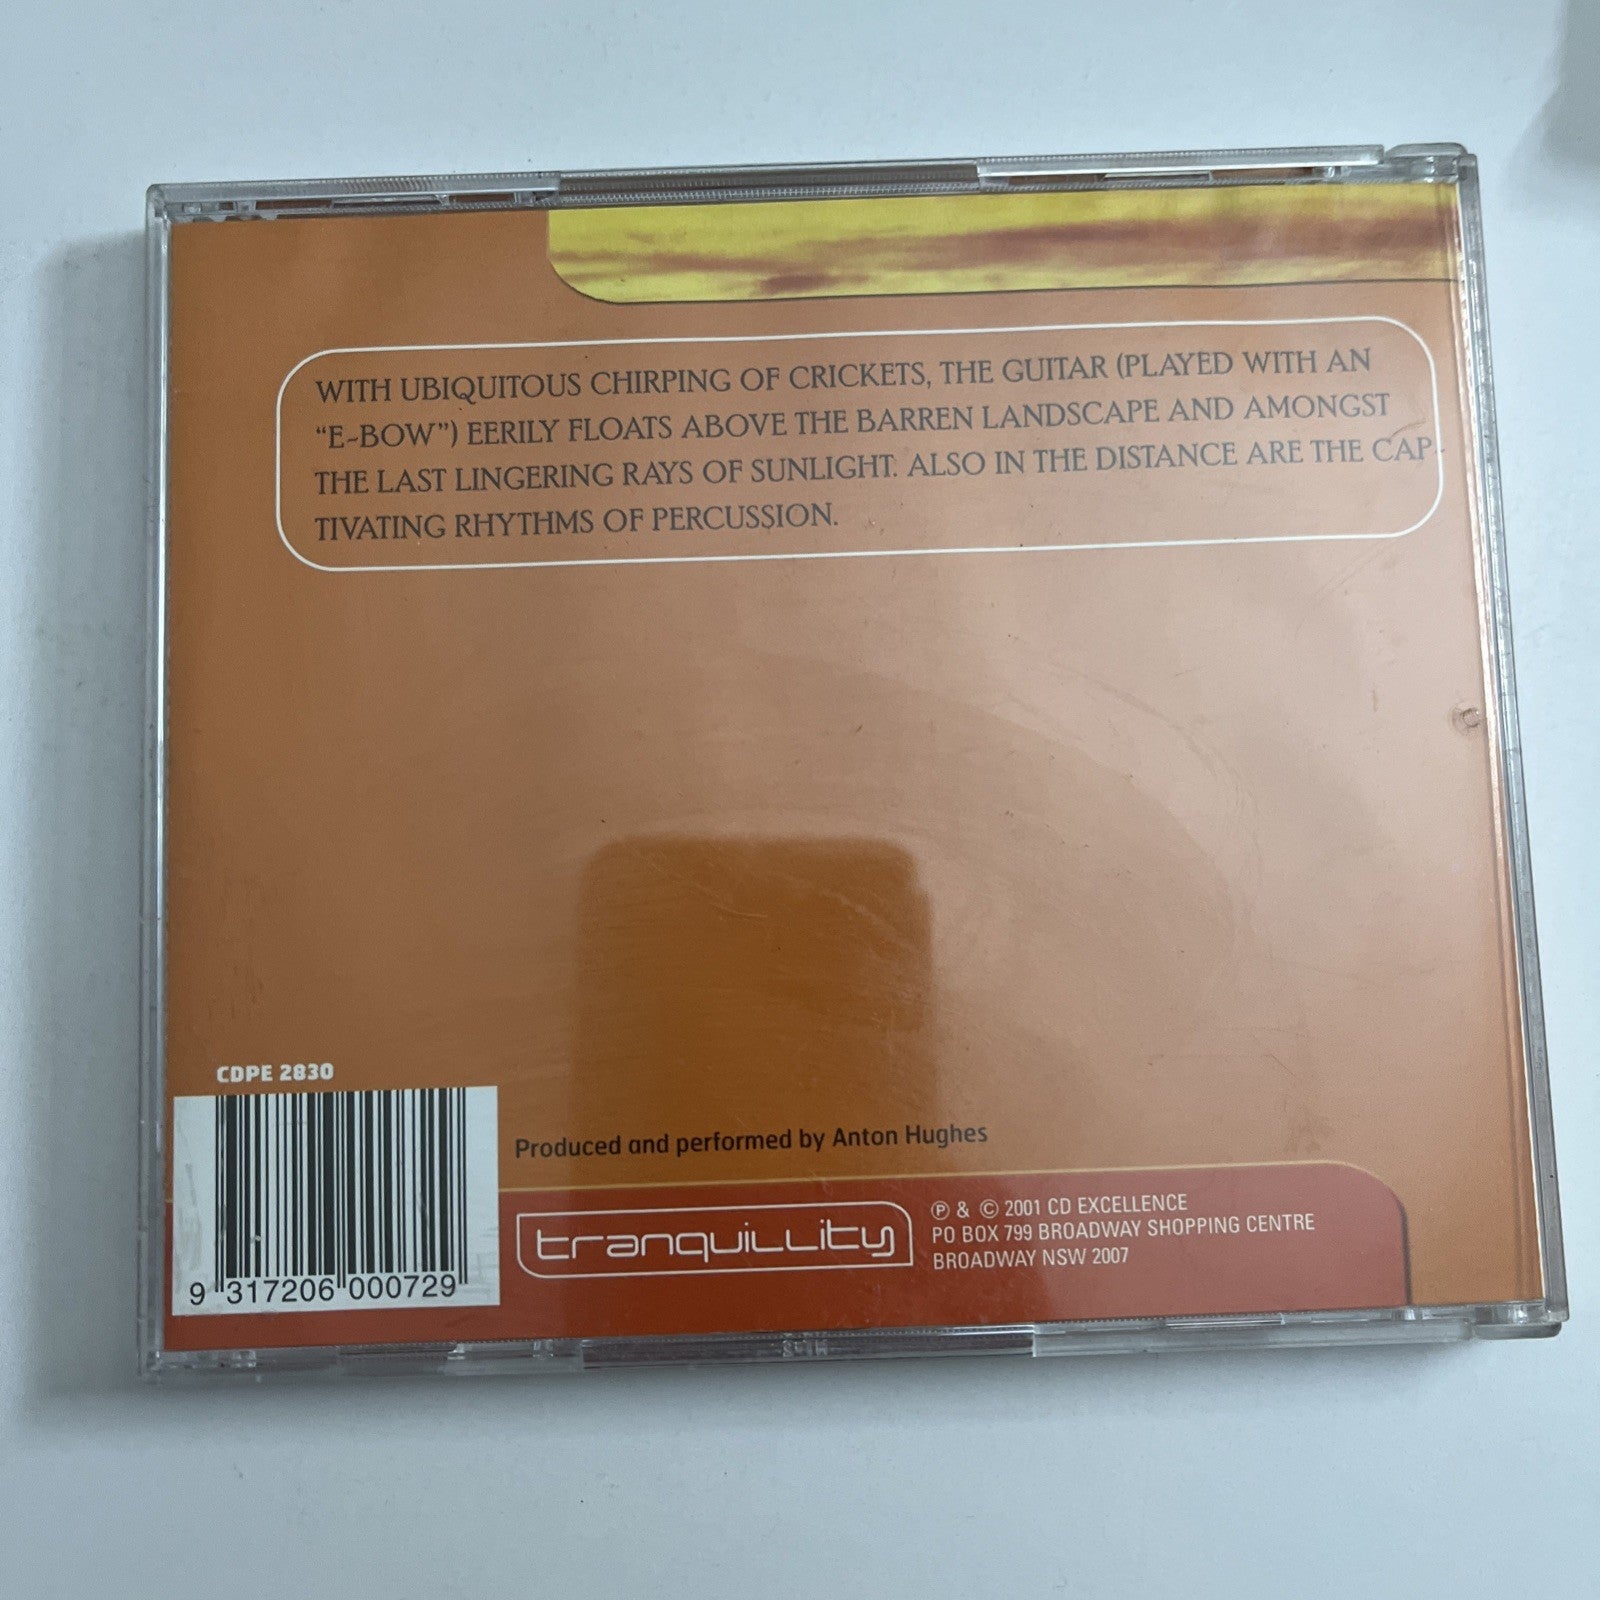 WITH UBIQUITOUS CHIRPING OF CRICKETS, THE GUITAR (PLAYED WITH AN
“E-BOW”) EERILY FLOATS ABOVE THE BARREN LANDSCAPE AND AMONGST
THE LAST LINGERING RAYS OF SUNLIGHT. ALSO IN THE DISTANCE ARE THE CAP-
TIVATING RHYTHMS OF PERCUSSION.
CDPE 2830
9 317206 000729
Produced and performed by Anton Hughes
tranquillity
℗ & © 2001 CD EXCELLENCE
PO BOX 799 BROADWAY SHOPPING CENTRE
BROADWAY NSW 2007